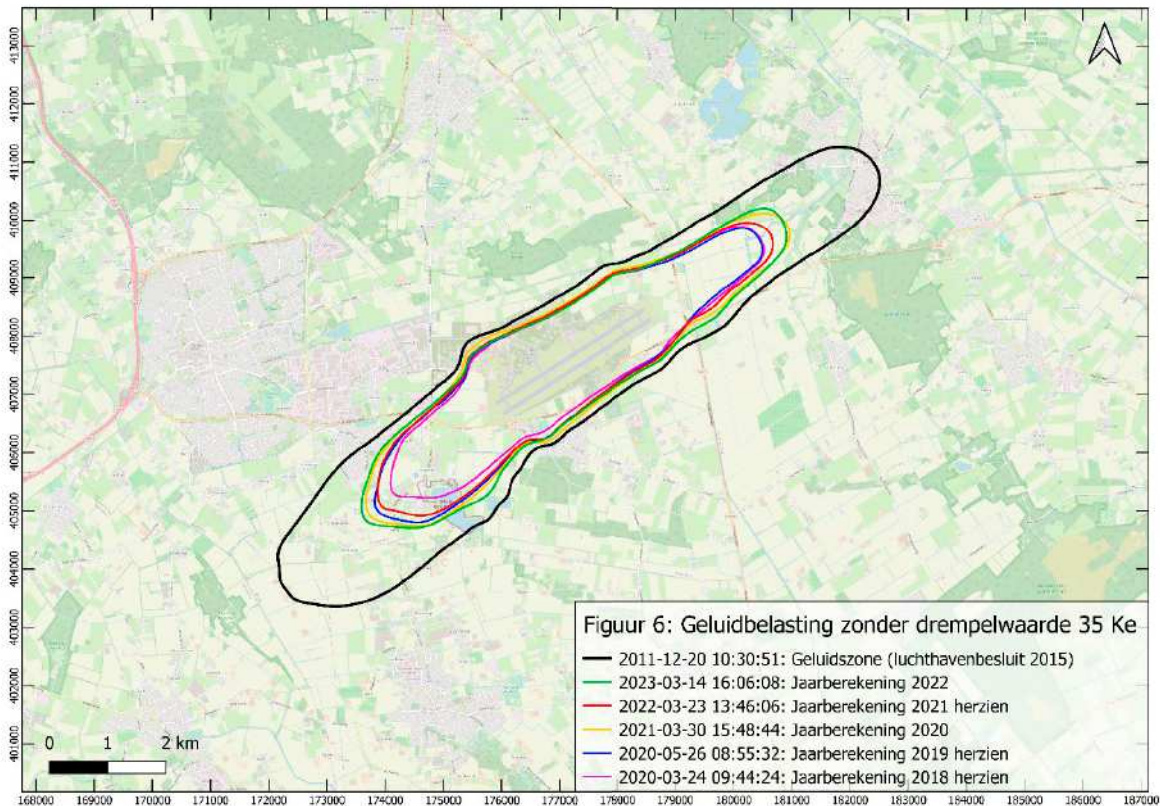 413000
412000
411000
410000
409000
408000
407000
406000
405000
404000
403000
402000
401000
Figuur 6: Geluidbelasting zonder drempelwaarde 35 Ke
2011-12-20 10:30:51: Geluidszone (luchthavenbesluit 2015)
2023-03-14 16:06:08: Jaarberekening 2022
2022-03-23 13:46:06: Jaarberekening 2021 herzien
2021-03-30 15:48:44: Jaarberekening 2020
2020-05-26 08:55:32: Jaarberekening 2019 herzien
2020-03-24 09:44:24: Jaarberekening 2018 herzien
0 1 2 km
168000 169000 170000 171000 172000 173000 174000 175000 176000 177000 178000 179000 180000 181000 182000 183000 184000 185000 186000 187000